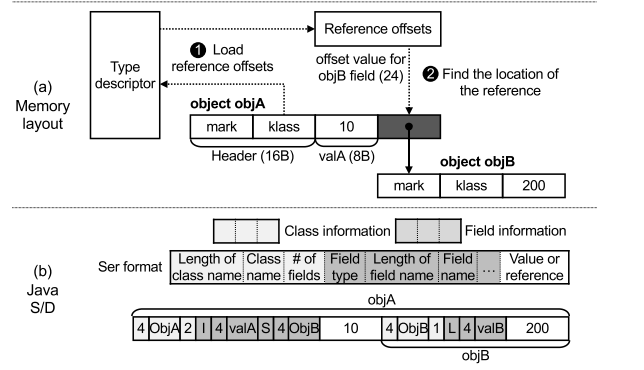 Type descriptor
Reference offsets
❶ Load reference offsets
offset value for objB field (24)
❷ Find the location of the reference
(a)
Memory layout
object objA
mark klass 10
Header (16B) valA (8B)
object objB
mark klass 200
Class information Field information
(b)
Java S/D
Ser format
Length of class name Class name # of fields Field type Length of field name Field name ... Value or reference
objA
4 ObjA 2 I 4 valA S 4 ObjB 10 4 ObjB 1 L 4 valB 200
objB